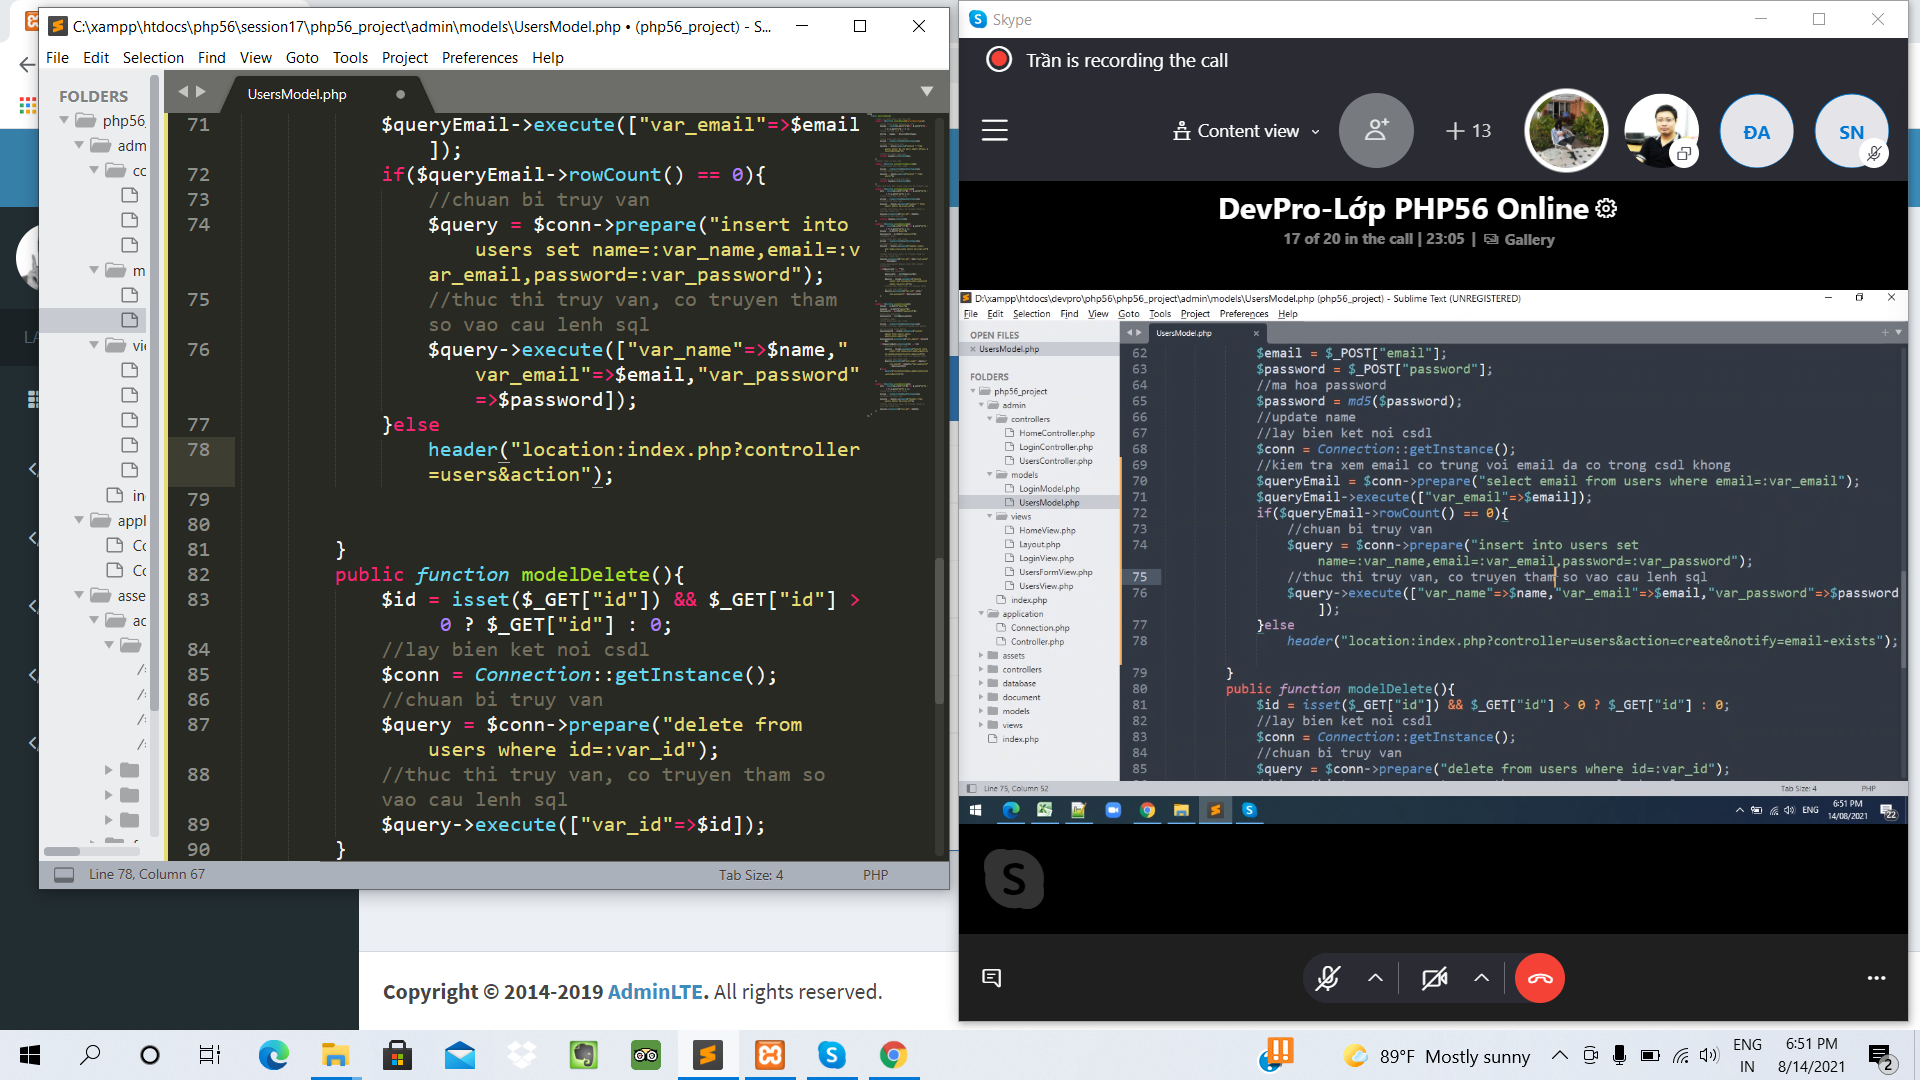 C:\xampp\htdocs\php56\session17\php56_project\admin\models\UsersModel.php • (php56_project) - S...
File Edit Selection Find View Goto Tools Project Preferences Help
FOLDERS
php56_
adm
cc
m
vie
in
appl
Cc
Cc
asse
ac
UsersModel.php
71 $queryEmail->execute(["var_email"=>$email
]);
72 if($queryEmail->rowCount() == 0){
73 //chuan bi truy van
74 $query = $conn->prepare("insert into
users set name=:var_name,email=:v
ar_email,password=:var_password");
75 //thuc thi truy van, co truyen tham
so vao cau lenh sql
76 $query->execute(["var_name"=>$name,"
var_email"=>$email,"var_password"
=>$password]);
77 }else
78 header("location:index.php?controller
=users&action");
79
80
81 }
82 public function modelDelete(){
83 $id = isset($_GET["id"]) && $_GET["id"] >
0 ? $_GET["id"] : 0;
84 //lay bien ket noi csdl
85 $conn = Connection::getInstance();
86 //chuan bi truy van
87 $query = $conn->prepare("delete from
users where id=:var_id");
88 //thuc thi truy van, co truyen tham so
vao cau lenh sql
89 $query->execute(["var_id"=>$id]);
90 }
Line 78, Column 67
Tab Size: 4
PHP
Copyright © 2014-2019 AdminLTE. All rights reserved.
Skype
Trần is recording the call
Content view
+ 13
ĐA
SN
DevPro-Lớp PHP56 Online
17 of 20 in the call | 23:05 | Gallery
D:\xampp\htdocs\devpro\php56\php56_project\admin\models\UsersModel.php (php56_project) - Sublime Text (UNREGISTERED)
File Edit Selection Find View Goto Tools Project Preferences Help
OPEN FILES
UsersModel.php
FOLDERS
php56_project
admin
controllers
HomeController.php
LoginController.php
UsersController.php
models
LoginModel.php
UsersModel.php
views
HomeView.php
Layout.php
LoginView.php
UsersFormView.php
UsersView.php
index.php
application
Connection.php
Controller.php
assets
controllers
database
document
models
views
index.php
UsersModel.php
62 $email = $_POST["email"];
63 $password = $_POST["password"];
64 //ma hoa password
65 $password = md5($password);
66 //update name
67 //lay bien ket noi csdl
68 $conn = Connection::getInstance();
69 //kiem tra xem email co trung voi email da co trong csdl khong
70 $queryEmail = $conn->prepare("select email from users where email=:var_email");
71 $queryEmail->execute(["var_email"=>$email]);
72 if($queryEmail->rowCount() == 0){
73 //chuan bi truy van
74 $query = $conn->prepare("insert into users set
name=:var_name,email=:var_email,password=:var_password");
75 //thuc thi truy van, co truyen tham so vao cau lenh sql
76 $query->execute(["var_name"=>$name,"var_email"=>$email,"var_password"=>$password
]);
77 }else
78 header("location:index.php?controller=users&action=create&notify=email-exists");
79 }
80 public function modelDelete(){
81 $id = isset($_GET["id"]) && $_GET["id"] > 0 ? $_GET["id"] : 0;
82 //lay bien ket noi csdl
83 $conn = Connection::getInstance();
84 //chuan bi truy van
85 $query = $conn->prepare("delete from users where id=:var_id");
Line 75, Column 52
Tab Size: 4
PHP
ENG
6:51 PM
14/08/2021
22
89°F Mostly sunny
ENG
IN
6:51 PM
8/14/2021
2